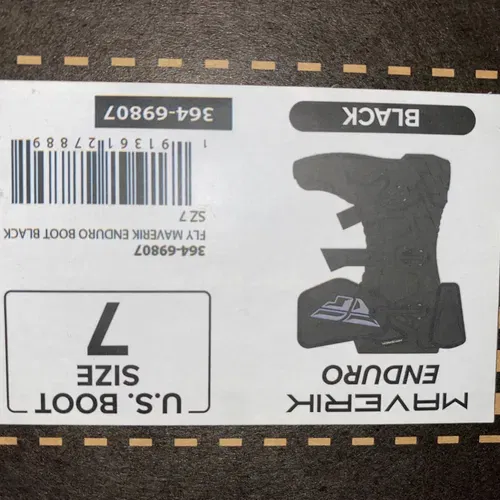 MAVERIK
ENDURO
BLACK
U.S. BOOT
SIZE
7
364-69807
FLY MAVERIK ENDURO BOOT BLACK
SZ 7
1 91361 27889
364-69807